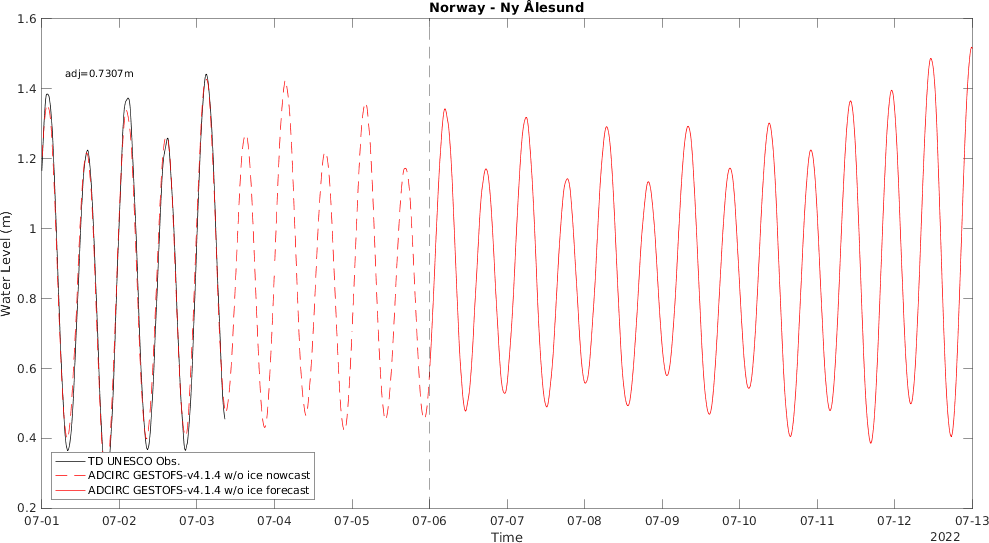 Norway - Ny Ålesund
1.6
1.4
1.2
1
0.8
0.6
0.4
0.2
Water Level (m)
adj=0.7307m
TD UNESCO Obs.
ADCIRC GESTOFS-v4.1.4 w/o ice nowcast
ADCIRC GESTOFS-v4.1.4 w/o ice forecast
07-01 07-02 07-03 07-04 07-05 07-06 07-07 07-08 07-09 07-10 07-11 07-12 07-13
Time
2022